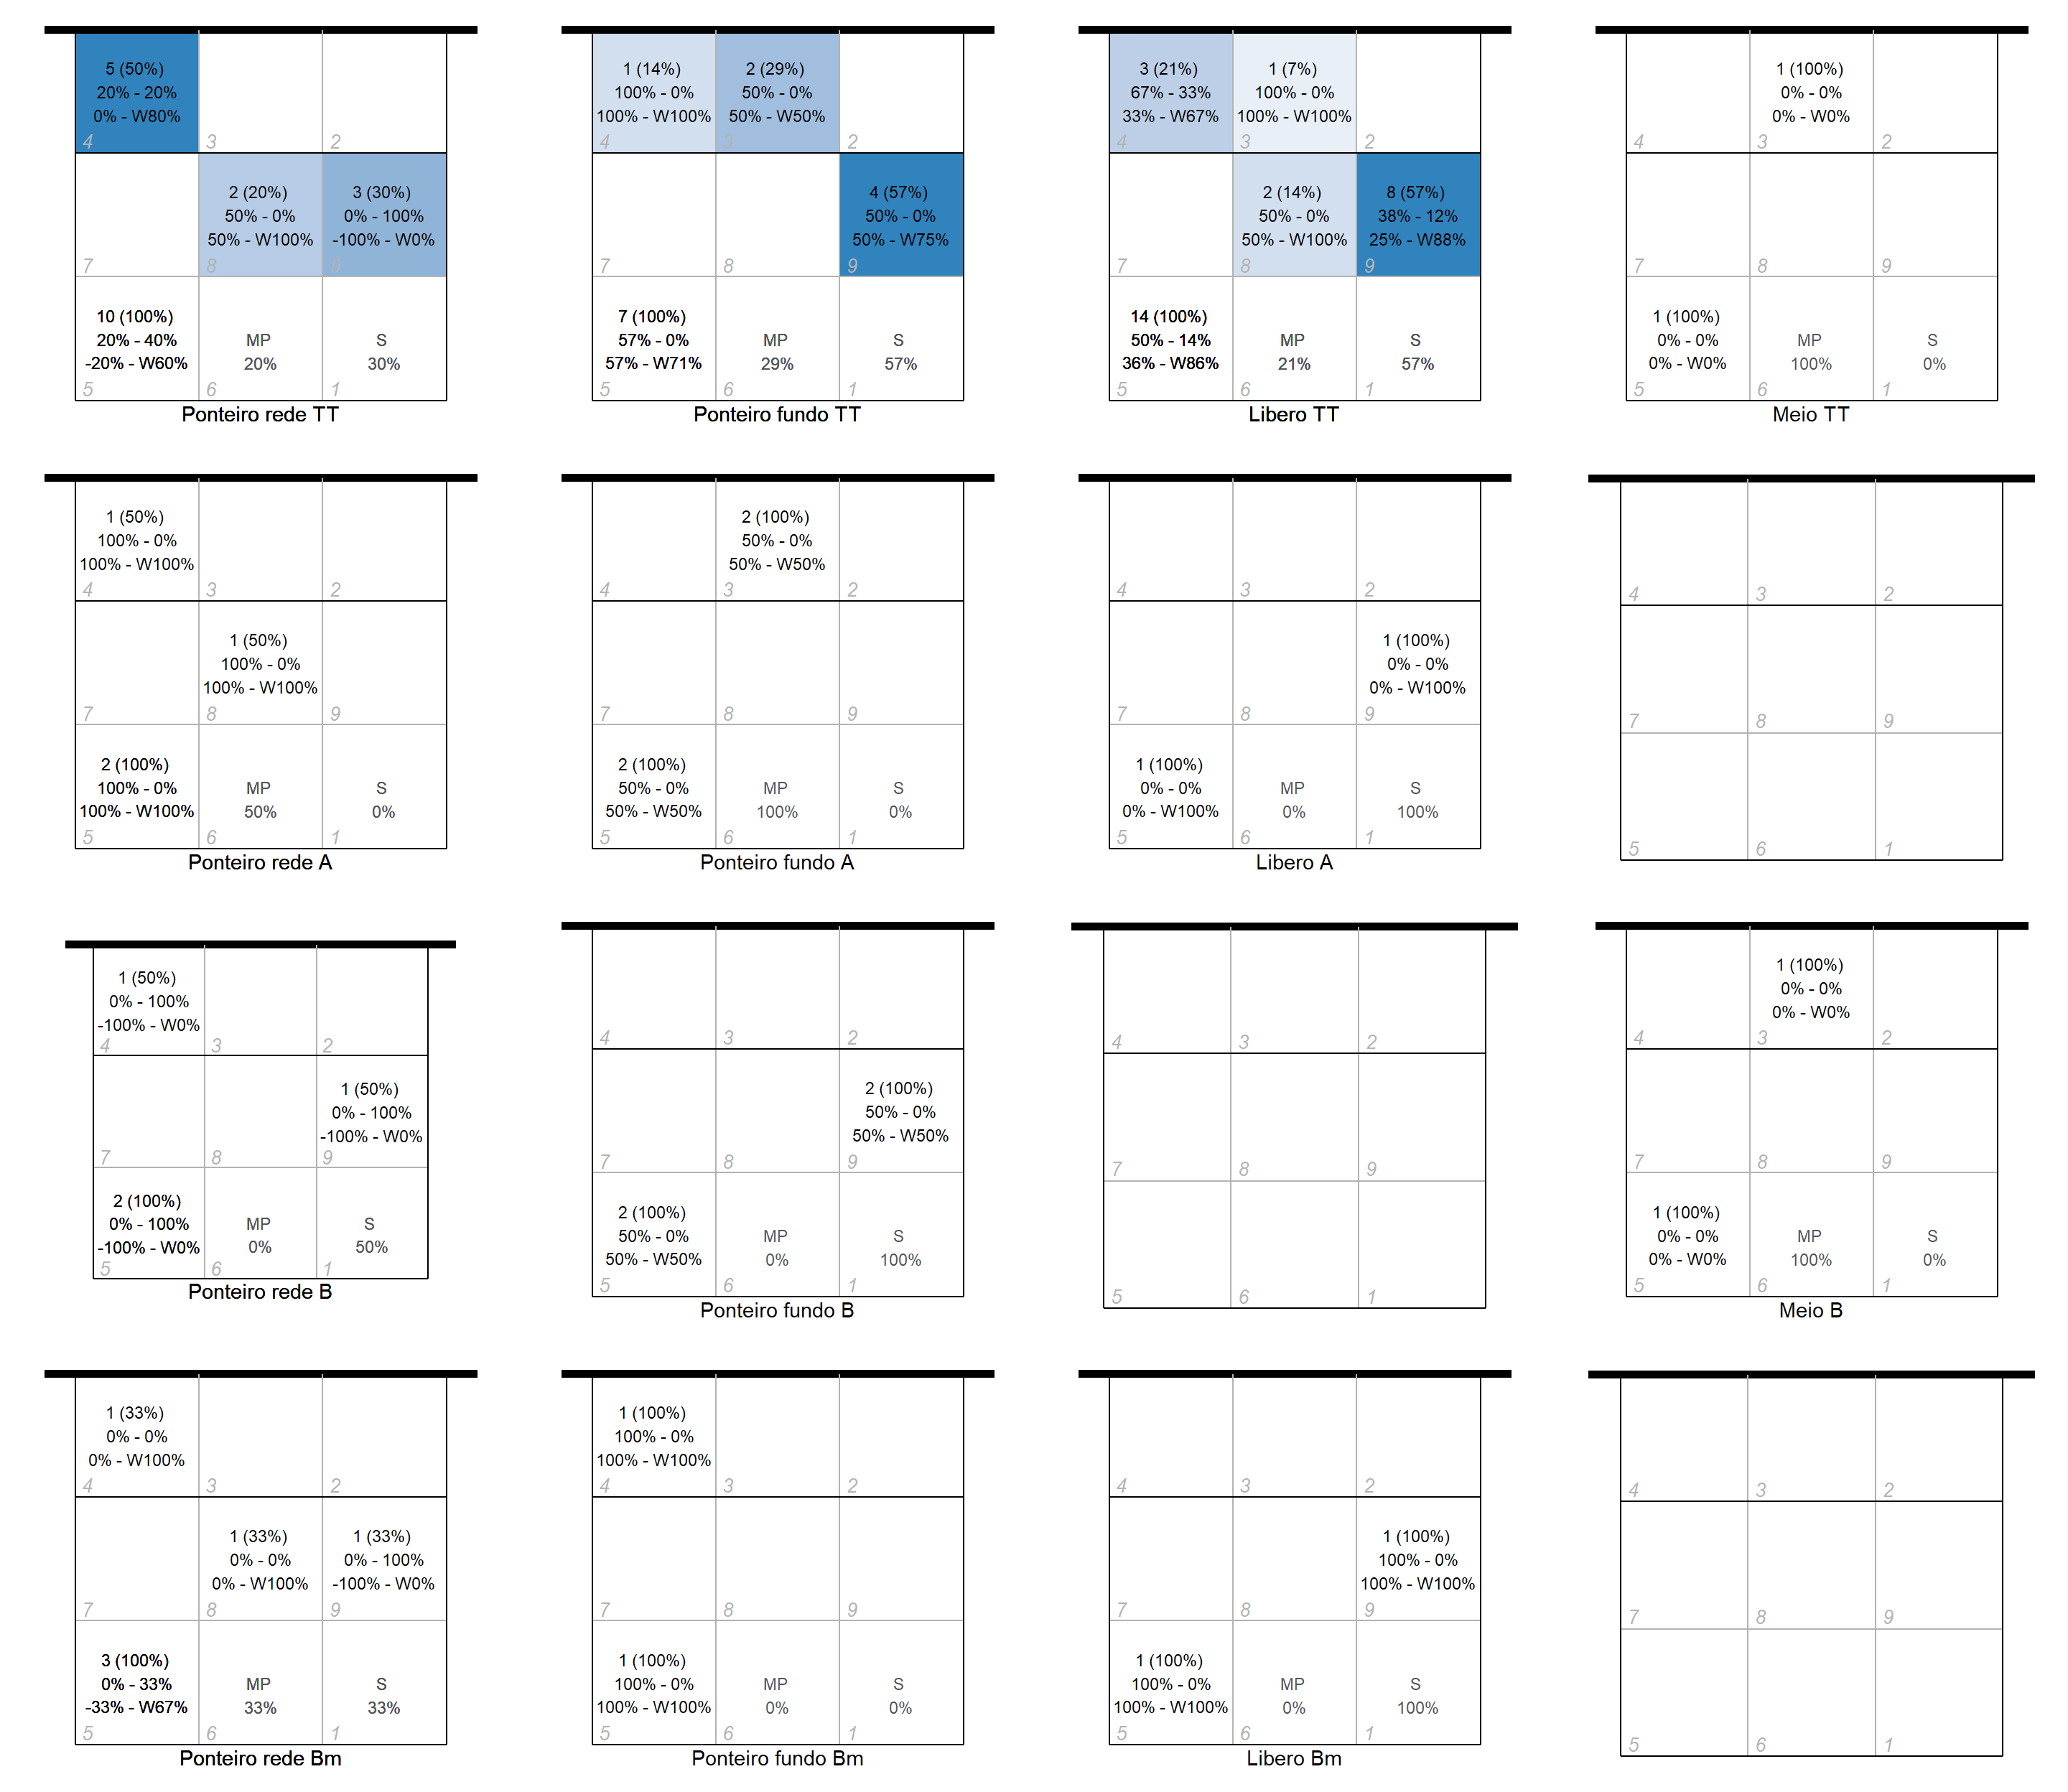 5 (50%)
20% - 20%
0% - W80%
4
3
2
2 (20%)
50% - 0%
50% - W100%
3 (30%)
0% - 100%
-100% - W0%
7
8
9
10 (100%)
20% - 40%
-20% - W60%
MP
20%
S
30%
5
6
1
Ponteiro rede TT
1 (14%)
100% - 0%
100% - W100%
2 (29%)
50% - 0%
50% - W50%
4
3
2
4 (57%)
50% - 0%
50% - W75%
7
8
9
7 (100%)
57% - 0%
57% - W71%
MP
29%
S
57%
5
6
1
Ponteiro fundo TT
3 (21%)
67% - 33%
33% - W67%
1 (7%)
100% - 0%
100% - W100%
4
3
2
2 (14%)
50% - 0%
50% - W100%
8 (57%)
38% - 12%
25% - W88%
7
8
9
14 (100%)
50% - 14%
36% - W86%
MP
21%
S
57%
5
6
1
Libero TT
1 (100%)
0% - 0%
0% - W0%
4
3
2
7
8
9
1 (100%)
0% - 0%
0% - W0%
MP
100%
S
0%
5
6
1
Meio TT
1 (50%)
100% - 0%
100% - W100%
4
3
2
1 (50%)
100% - 0%
100% - W100%
7
8
9
2 (100%)
100% - 0%
100% - W100%
MP
50%
S
0%
5
6
1
Ponteiro rede A
2 (100%)
50% - 0%
50% - W50%
4
3
2
7
8
9
2 (100%)
50% - 0%
50% - W50%
MP
100%
S
0%
5
6
1
Ponteiro fundo A
4
3
2
1 (100%)
0% - 0%
0% - W100%
7
8
9
1 (100%)
0% - 0%
0% - W100%
MP
0%
S
100%
5
6
1
Libero A
4
3
2
7
8
9
5
6
1
1 (50%)
0% - 100%
-100% - W0%
4
3
2
1 (50%)
0% - 100%
-100% - W0%
7
8
9
2 (100%)
0% - 100%
-100% - W0%
MP
0%
S
50%
5
6
1
Ponteiro rede B
4
3
2
2 (100%)
50% - 0%
50% - W50%
7
8
9
2 (100%)
50% - 0%
50% - W50%
MP
0%
S
100%
5
6
1
Ponteiro fundo B
4
3
2
7
8
9
5
6
1
1 (100%)
0% - 0%
0% - W0%
4
3
2
7
8
9
1 (100%)
0% - 0%
0% - W0%
MP
100%
S
0%
5
6
1
Meio B
1 (33%)
0% - 0%
0% - W100%
4
3
2
1 (33%)
0% - 0%
0% - W100%
1 (33%)
0% - 100%
-100% - W0%
7
8
9
3 (100%)
0% - 33%
-33% - W67%
MP
33%
S
33%
5
6
1
Ponteiro rede Bm
1 (100%)
100% - 0%
100% - W100%
4
3
2
7
8
9
1 (100%)
100% - 0%
100% - W100%
MP
0%
S
0%
5
6
1
Ponteiro fundo Bm
4
3
2
1 (100%)
100% - 0%
100% - W100%
7
8
9
1 (100%)
100% - 0%
100% - W100%
MP
0%
S
100%
5
6
1
Libero Bm
4
3
2
7
8
9
5
6
1